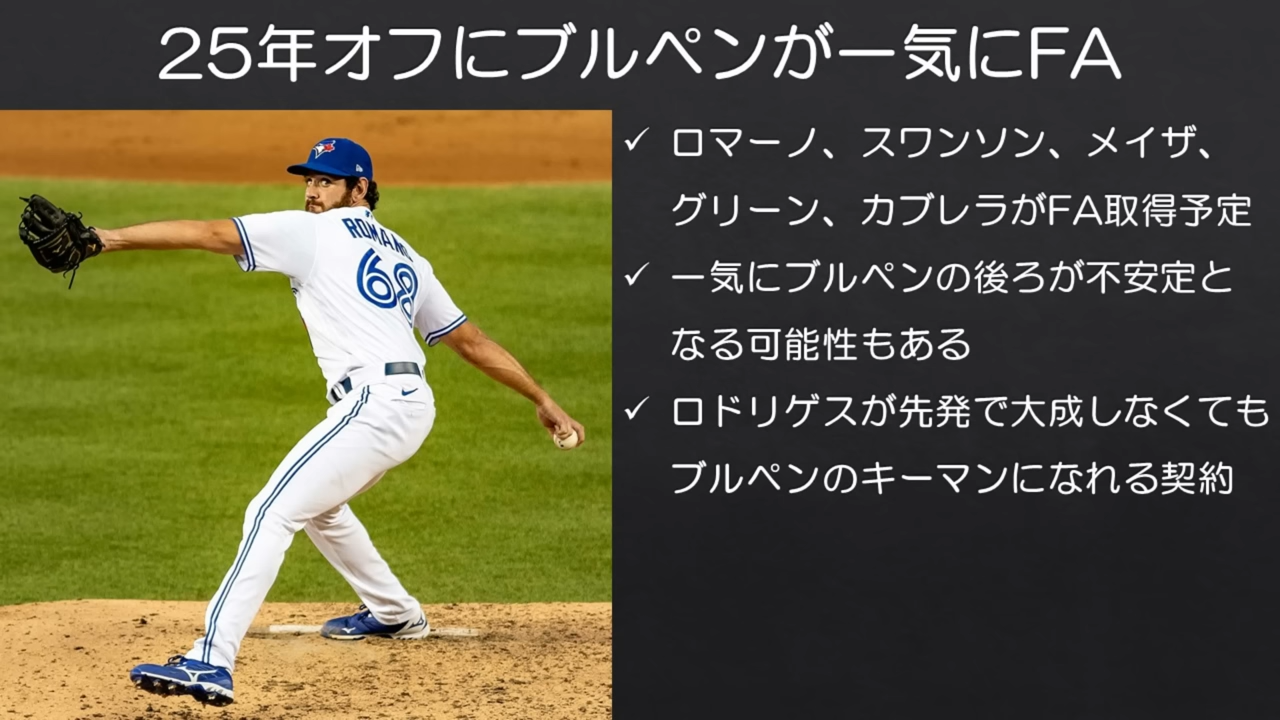 25年オフにブルペンが一気にFA
✓ ロマーノ、スワンソン、メイザ、
グリーン、カブレラがFA取得予定
✓ 一気にブルペンの後ろが不安定と
なる可能性もある
✓ ロドリゲスが先発で大成しなくても
ブルペンのキーマンになれる契約
ROMANO
68